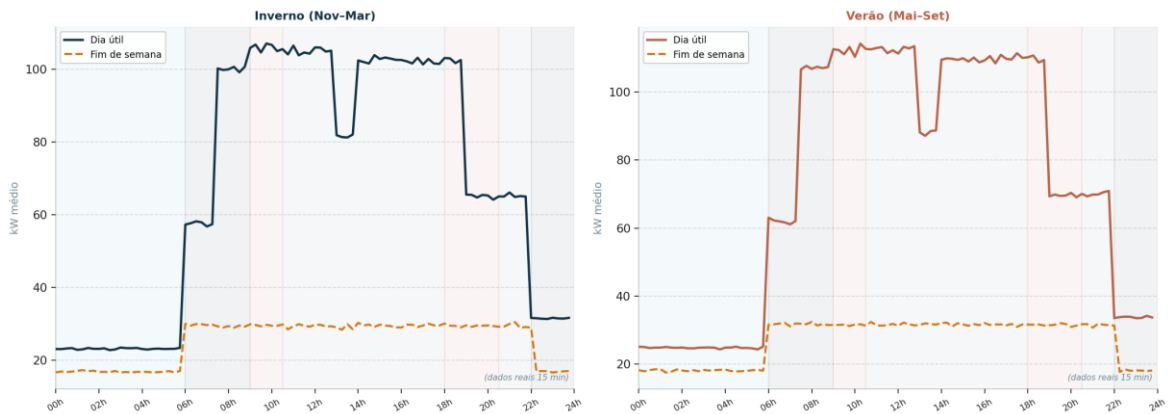 Inverno (Nov–Mar)
Dia útil
Fim de semana
kW médio
100
80
60
40
20
(dados reais 15 min)
00h 02h 04h 06h 08h 10h 12h 14h 16h 18h 20h 22h 24h
Verão (Mai–Set)
Dia útil
Fim de semana
kW médio
100
80
60
40
20
(dados reais 15 min)
00h 02h 04h 06h 08h 10h 12h 14h 16h 18h 20h 22h 24h